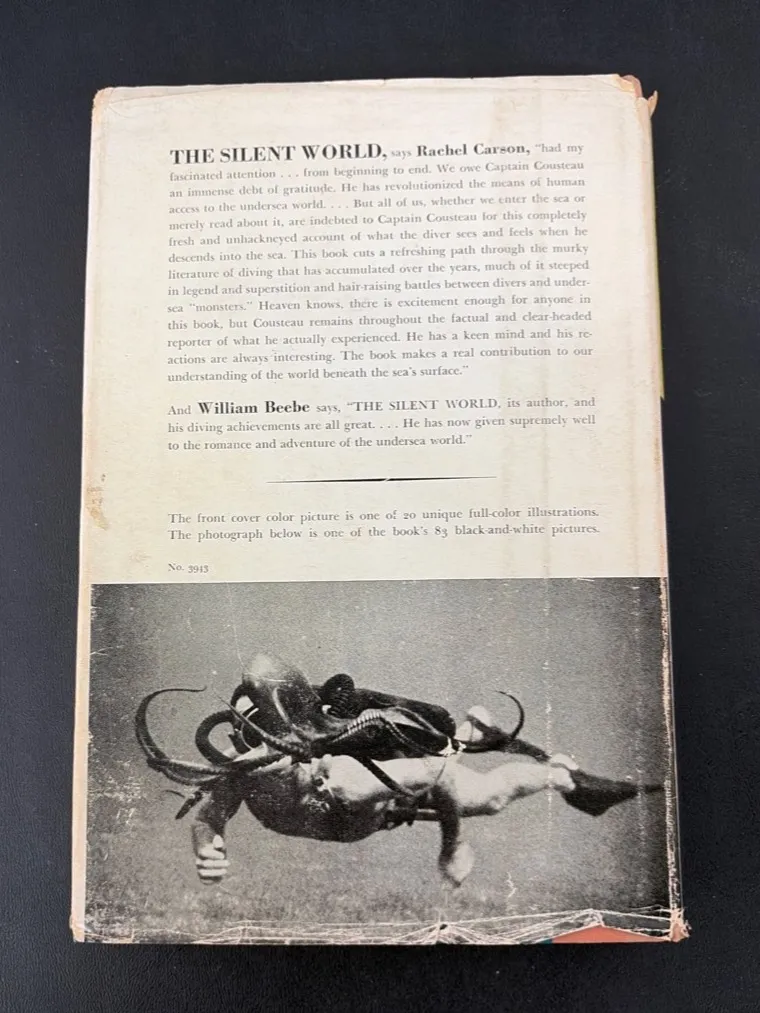 THE SILENT WORLD, says Rachel Carson, "had my
fascinated attention . . . from beginning to end. We owe Captain Cousteau
an immense debt of gratitude. He has revolutionized the means of human
access to the undersea world. . . . But all of us, whether we enter the sea or
merely read about it, are indebted to Captain Cousteau for this completely
fresh and unhackneyed account of what the diver sees and feels when he
descends into the sea. This book cuts a refreshing path through the murky
literature of diving that has accumulated over the years, much of it steeped
in legend and superstition and hair-raising battles between divers and under-
sea "monsters." Heaven knows, there is excitement enough for anyone in
this book, but Cousteau remains throughout the factual and clear-headed
reporter of what he actually experienced. He has a keen mind and his re-
actions are always interesting. The book makes a real contribution to our
understanding of the world beneath the sea's surface."
And William Beebe says, "THE SILENT WORLD, its author, and
his diving achievements are all great. . . . He has now given supremely well
to the romance and adventure of the undersea world."
The front cover color picture is one of 20 unique full-color illustrations.
The photograph below is one of the book's 83 black-and-white pictures.
No. 3943